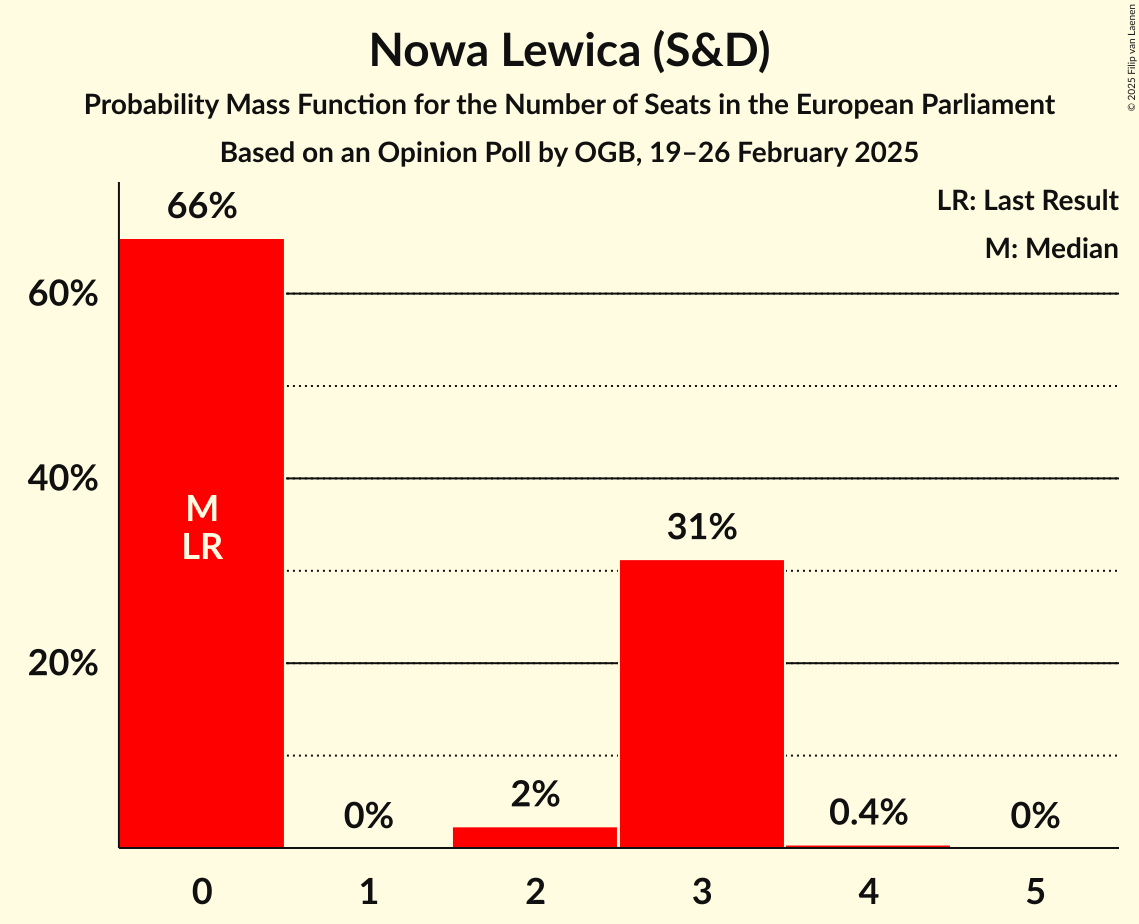 Nowa Lewica (S&D)
Probability Mass Function for the Number of Seats in the European Parliament
Based on an Opinion Poll by OGB, 19–26 February 2025
© 2025 Filip van Laenen
LR: Last Result
M: Median
66%
60%
40%
20%
M
LR
0%
2%
31%
0.4%
0%
0
1
2
3
4
5